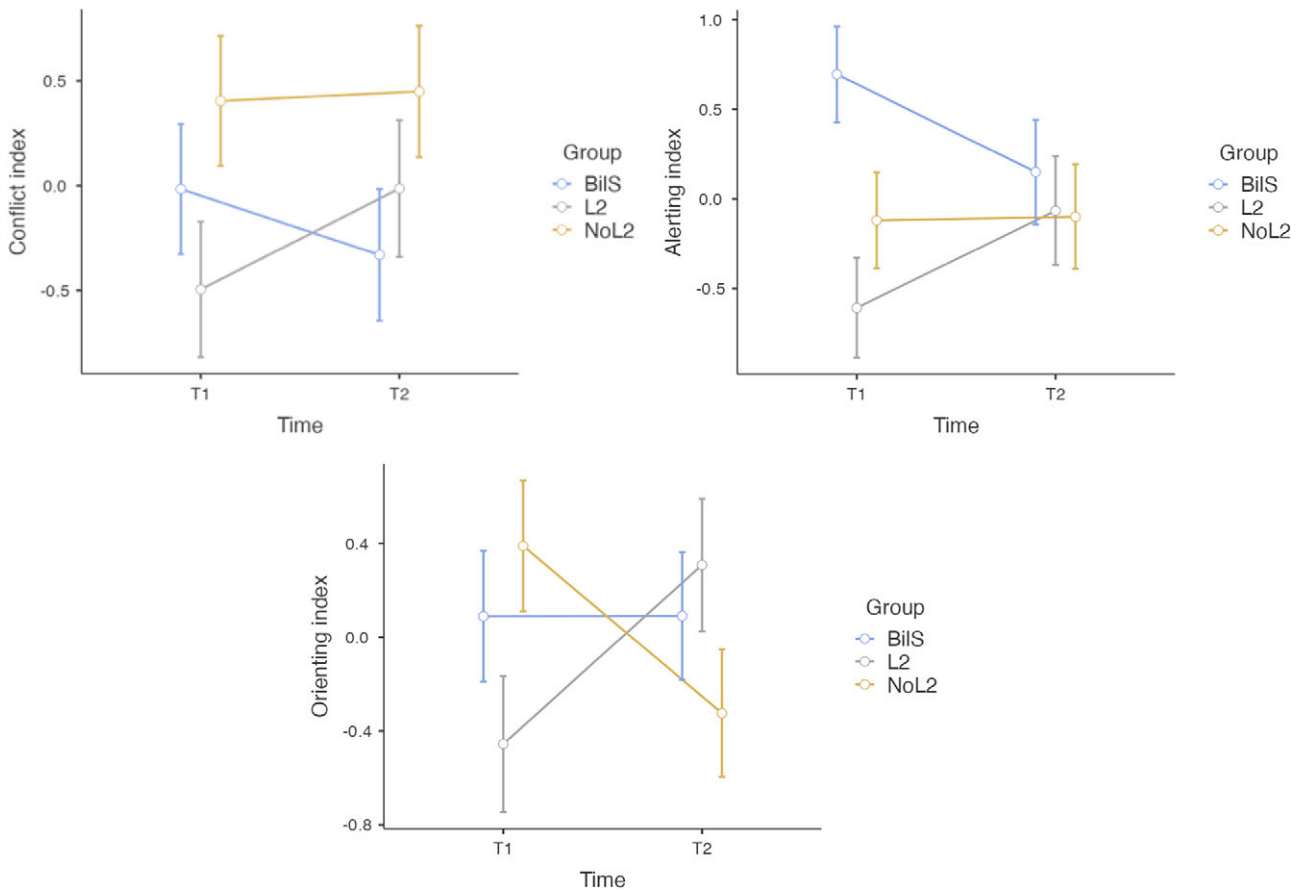 Conflict index
0.5
0.0
-0.5
T1
T2
Time
Group
BilS
L2
NoL2
Alerting index
1.0
0.5
0.0
-0.5
T1
T2
Time
Group
BilS
L2
NoL2
Orienting index
0.4
0.0
-0.4
-0.8
T1
T2
Time
Group
BilS
L2
NoL2